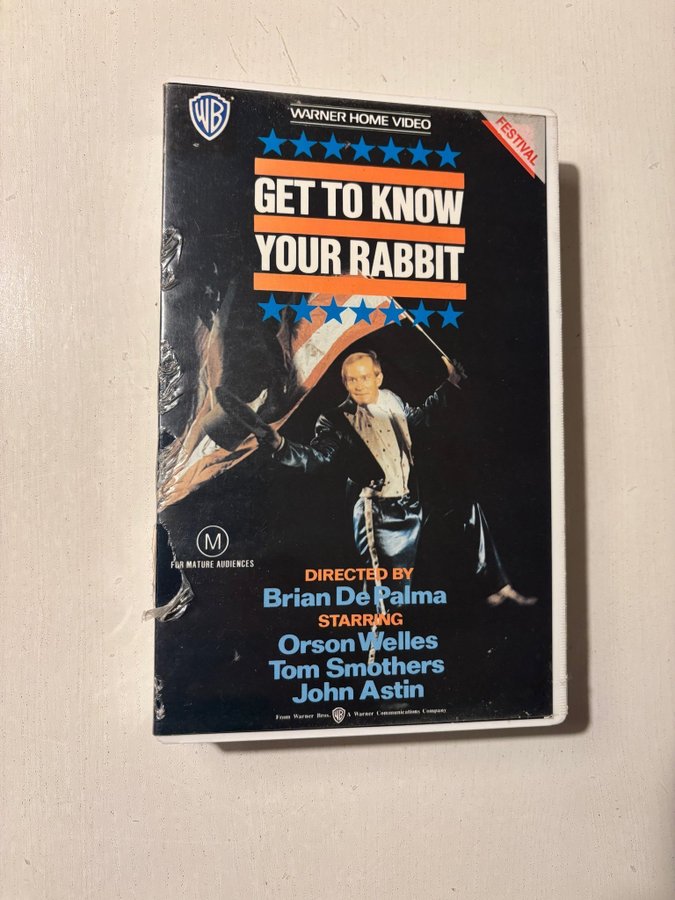 WB
WARNER HOME VIDEO
FESTIVAL
GET TO KNOW
YOUR RABBIT
M
FOR MATURE AUDIENCES
DIRECTED BY
Brian De Palma
STARRING
Orson Welles
Tom Smothers
John Astin
From Warner Bros. WB A Warner Communications Company